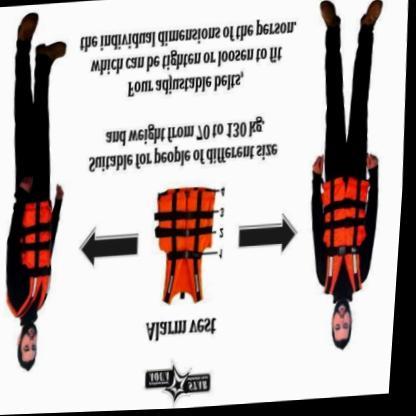 AQUA
STAR
Alarm vest
1
2
3
4
Suitable for people of different size
and weight from 70 to 130 kg.
Four adjustable belts,
which can be tighten or loosen to fit
the individual dimensions of the person.